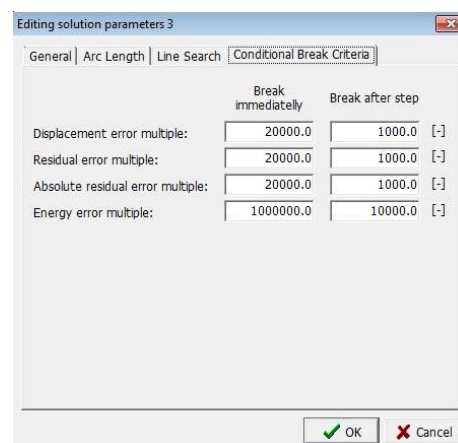 Editing solution parameters 3
General Arc Length Line Search Conditional Break Criteria
Break immediatelly Break after step
Displacement error multiple: 20000.0 1000.0 [-]
Residual error multiple: 20000.0 1000.0 [-]
Absolute residual error multiple: 20000.0 1000.0 [-]
Energy error multiple: 1000000.0 10000.0 [-]
OK Cancel